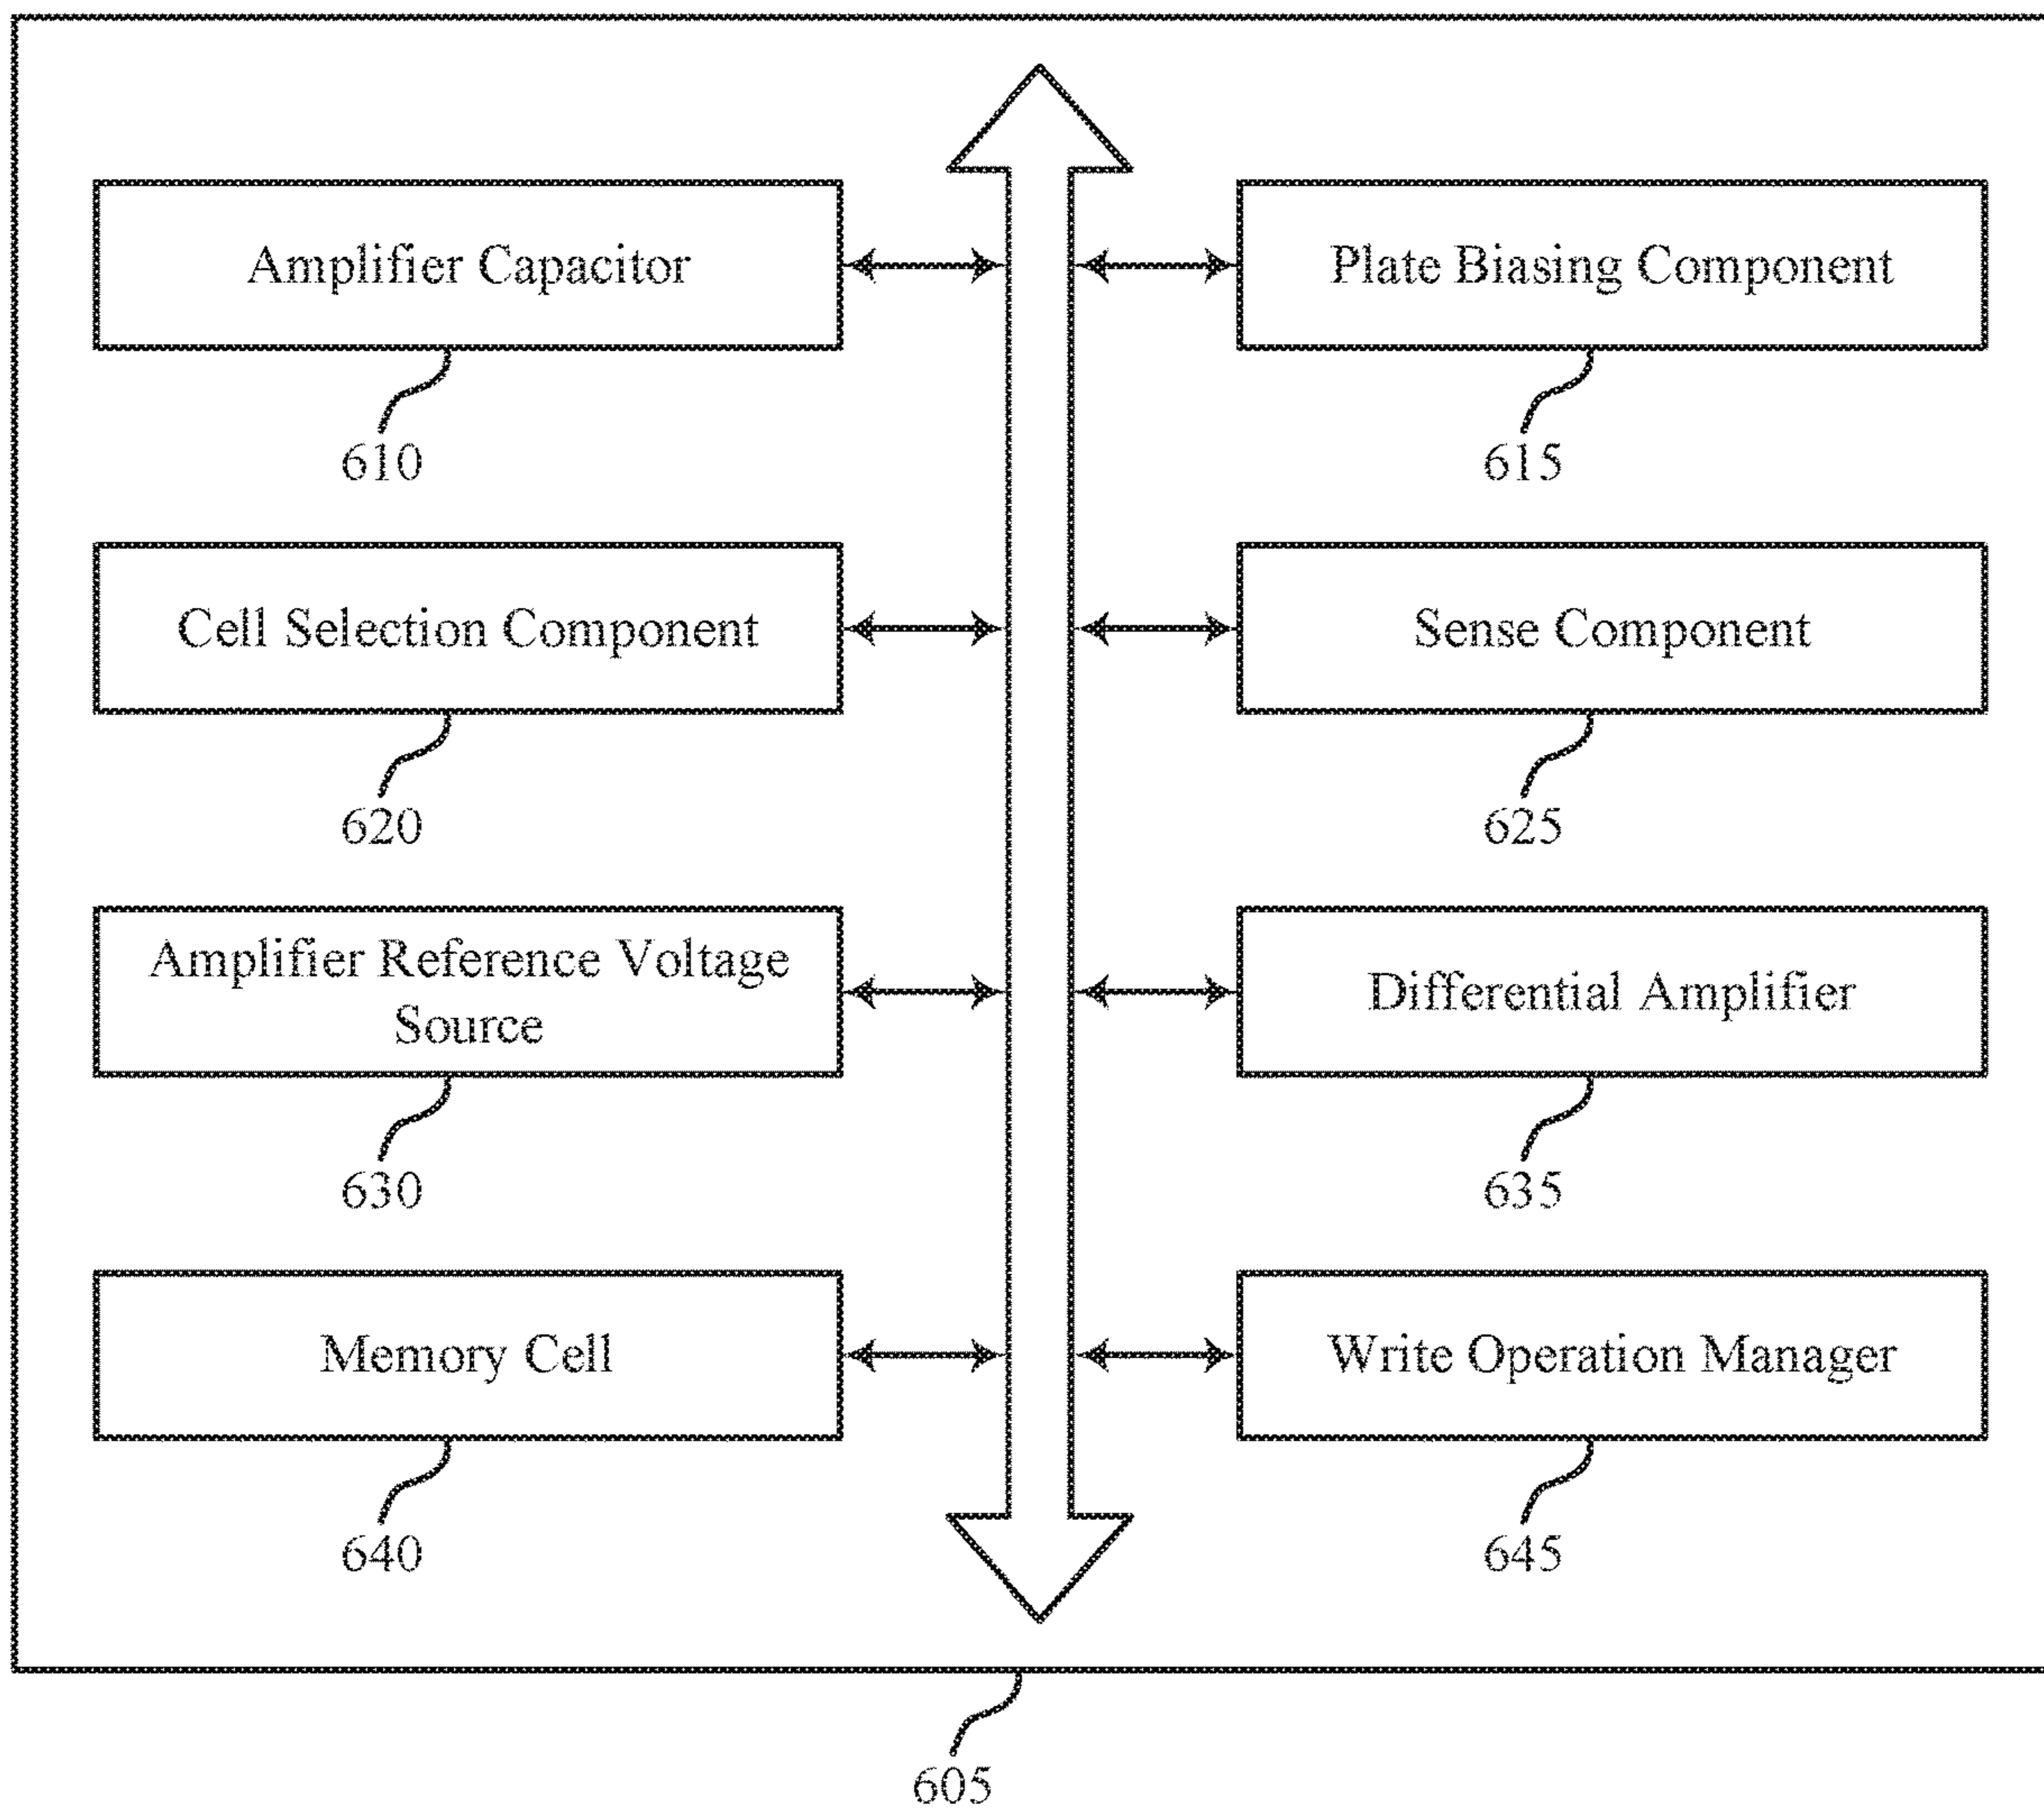 Amplifier Capacitor
Plate Biasing Component
610
615
Cell Selection Component
Sense Component
620
625
Amplifier Reference Voltage
Source
Differential Amplifier
630
635
Memory Cell
Write Operation Manager
640
645
605